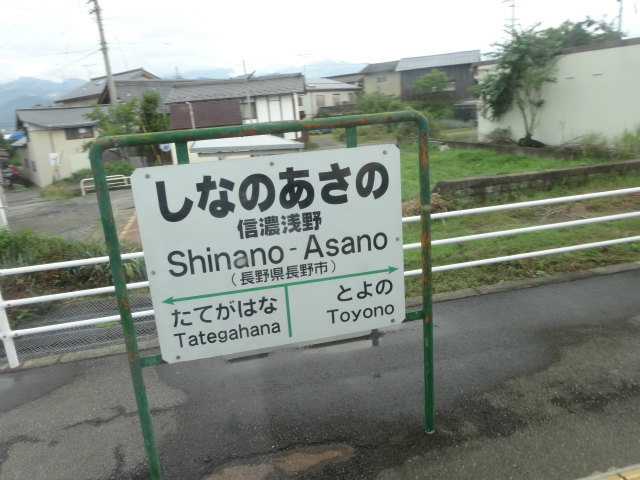 しなのあさの
信濃浅野
Shinano-Asano
(長野県長野市)
たてがはな とよの
Tategahana Toyono